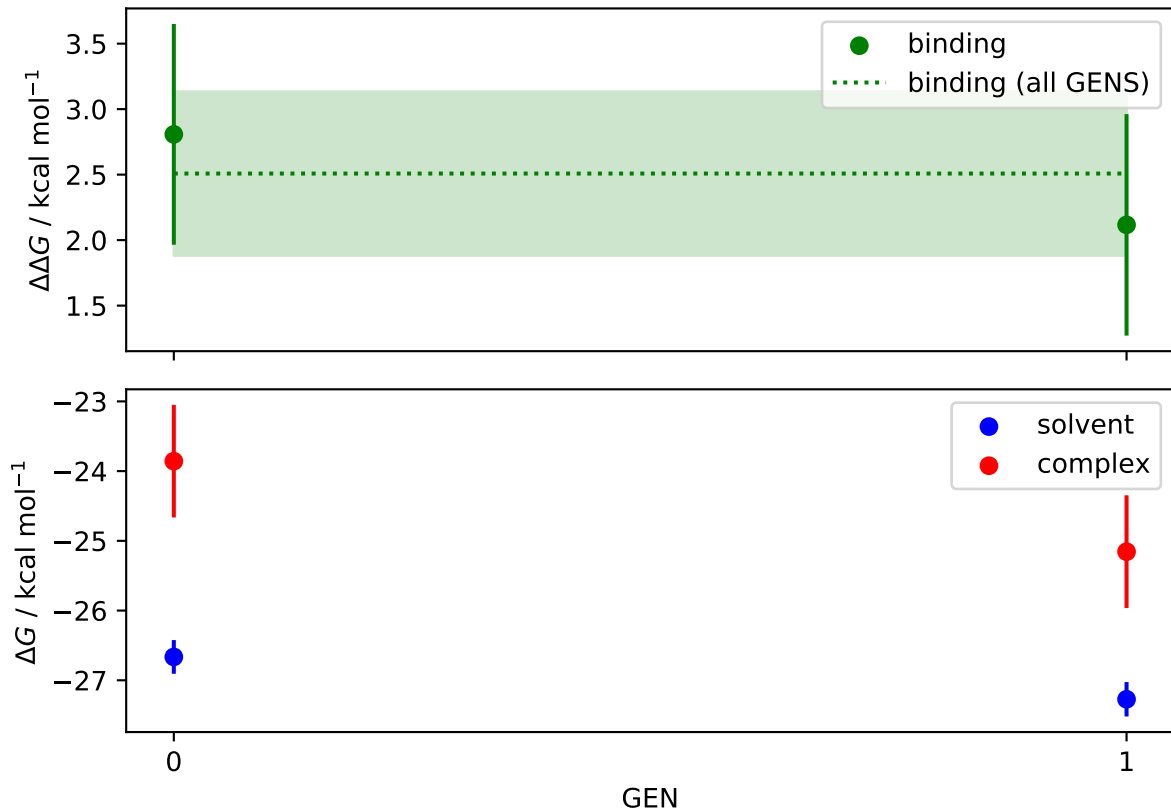 ΔΔG / kcal mol⁻¹
3.5
3.0
2.5
2.0
1.5
binding
binding (all GENS)
ΔG / kcal mol⁻¹
−23
−24
−25
−26
−27
solvent
complex
0
1
GEN